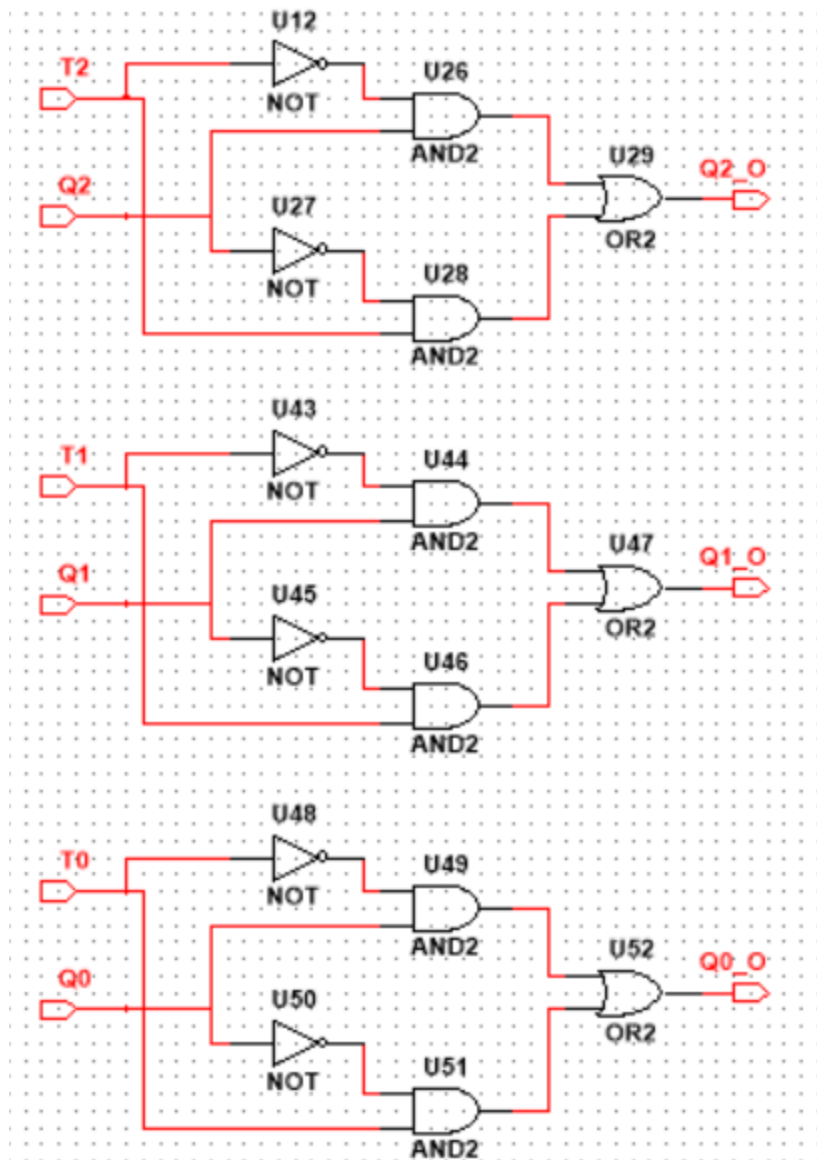 U12
T2
U26
NOT
AND2
U29
Q2_O
Q2
U27
OR2
NOT
U28
AND2
U43
T1
U44
NOT
AND2
U47
Q1_O
Q1
U45
OR2
NOT
U46
AND2
U48
T0
U49
NOT
AND2
U52
Q0_O
Q0
U50
OR2
NOT
U51
AND2